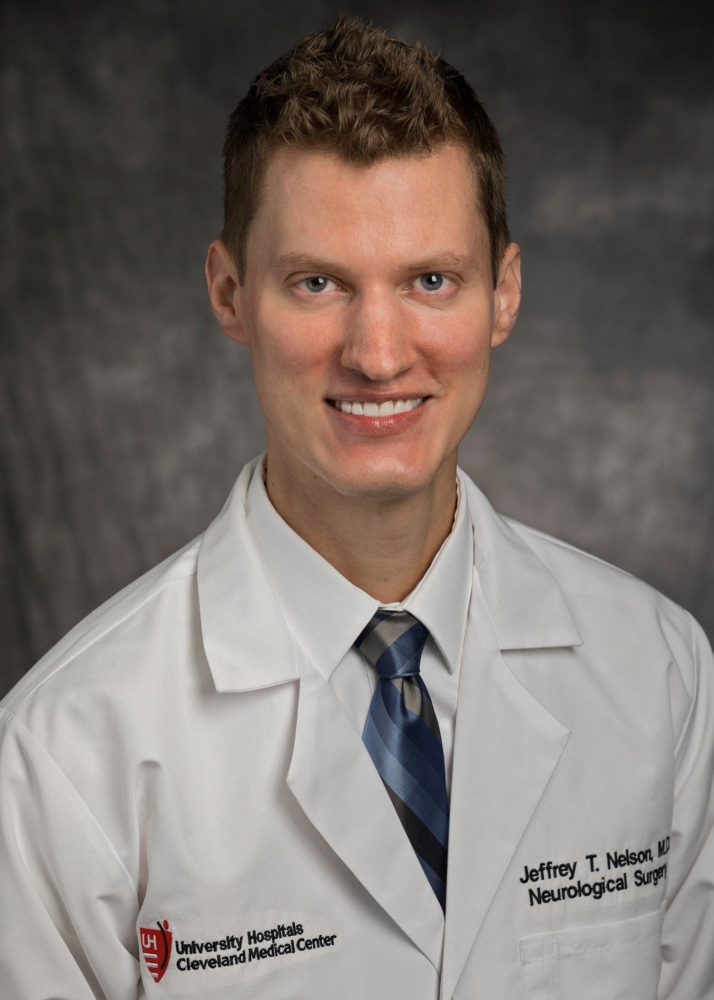 Jeffrey T. Nelson, M.D.
Neurological Surgery
UH
University Hospitals
Cleveland Medical Center